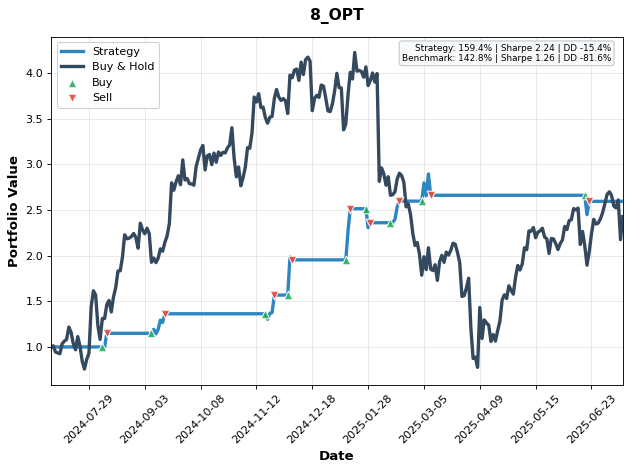 8_OPT
Strategy
Buy & Hold
Buy
Sell
Strategy: 159.4% | Sharpe 2.24 | DD -15.4%
Benchmark: 142.8% | Sharpe 1.26 | DD -81.6%
Portfolio Value
4.0
3.5
3.0
2.5
2.0
1.5
1.0
2024-07-29
2024-09-03
2024-10-08
2024-11-12
2024-12-18
2025-01-28
2025-03-05
2025-04-09
2025-05-15
2025-06-23
Date